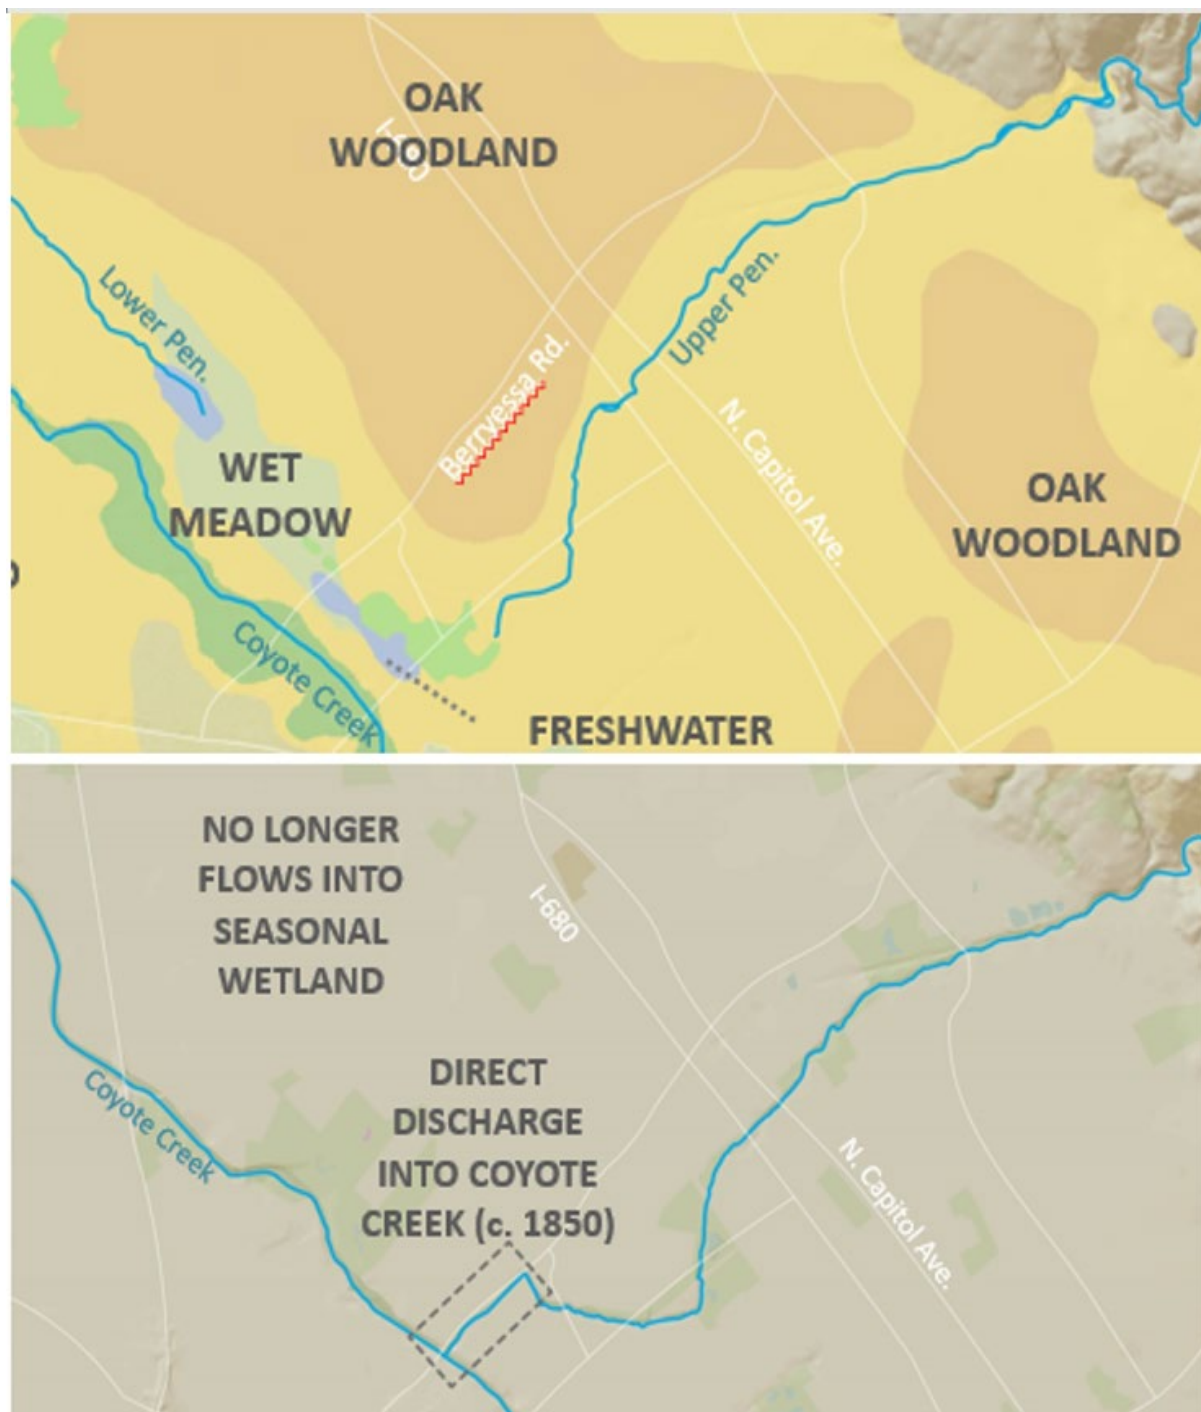 OAK
WOODLAND
I-680
Lower Pen.
Upper Pen.
Berryessa Rd.
N. Capitol Ave.
WET
MEADOW
OAK
WOODLAND
Coyote Creek
FRESHWATER
NO LONGER
FLOWS INTO
SEASONAL
WETLAND
I-680
DIRECT
DISCHARGE
INTO COYOTE
CREEK (c. 1850)
Coyote Creek
N. Capitol Ave.